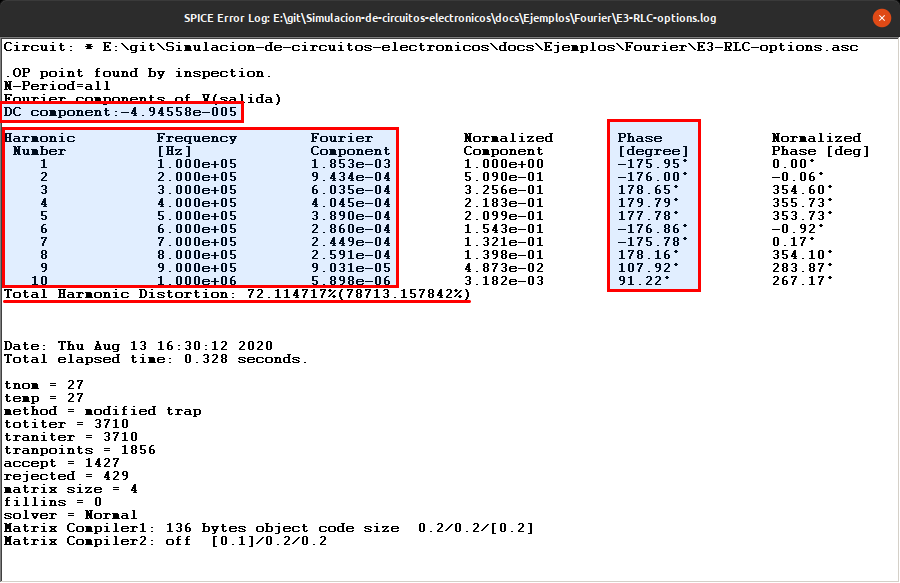 SPICE Error Log: E:\git\Simulacion-de-circuitos-electronicos\docs\Ejemplos\Fourier\E3-RLC-options.log
Circuit: * E:\git\Simulacion-de-circuitos-electronicos\docs\Ejemplos\Fourier\E3-RLC-options.asc
.OP point found by inspection.
N-Period=all
Fourier components of V(salida)
DC component:-4.94558e-005
Harmonic Frequency Fourier Normalized Phase Normalized
Number [Hz] Component Component [degree] Phase [deg]
1 1.000e+05 1.853e-03 1.000e+00 -175.95° 0.00°
2 2.000e+05 9.434e-04 5.090e-01 -176.00° -0.06°
3 3.000e+05 6.035e-04 3.256e-01 178.65° 354.60°
4 4.000e+05 4.045e-04 2.183e-01 179.79° 355.73°
5 5.000e+05 3.890e-04 2.099e-01 177.78° 353.73°
6 6.000e+05 2.860e-04 1.543e-01 -176.86° -0.92°
7 7.000e+05 2.449e-04 1.321e-01 -175.78° 0.17°
8 8.000e+05 2.591e-04 1.398e-01 178.16° 354.10°
9 9.000e+05 9.031e-05 4.873e-02 107.92° 283.87°
10 1.000e+06 5.898e-06 3.182e-03 91.22° 267.17°
Total Harmonic Distortion: 72.114717%(78713.157842%)
Date: Thu Aug 13 16:30:12 2020
Total elapsed time: 0.328 seconds.
tnom = 27
temp = 27
method = modified trap
totiter = 3710
traniter = 3710
tranpoints = 1856
accept = 1427
rejected = 429
matrix size = 4
fillins = 0
solver = Normal
Matrix Compiler1: 136 bytes object code size 0.2/0.2/[0.2]
Matrix Compiler2: off [0.1]/0.2/0.2